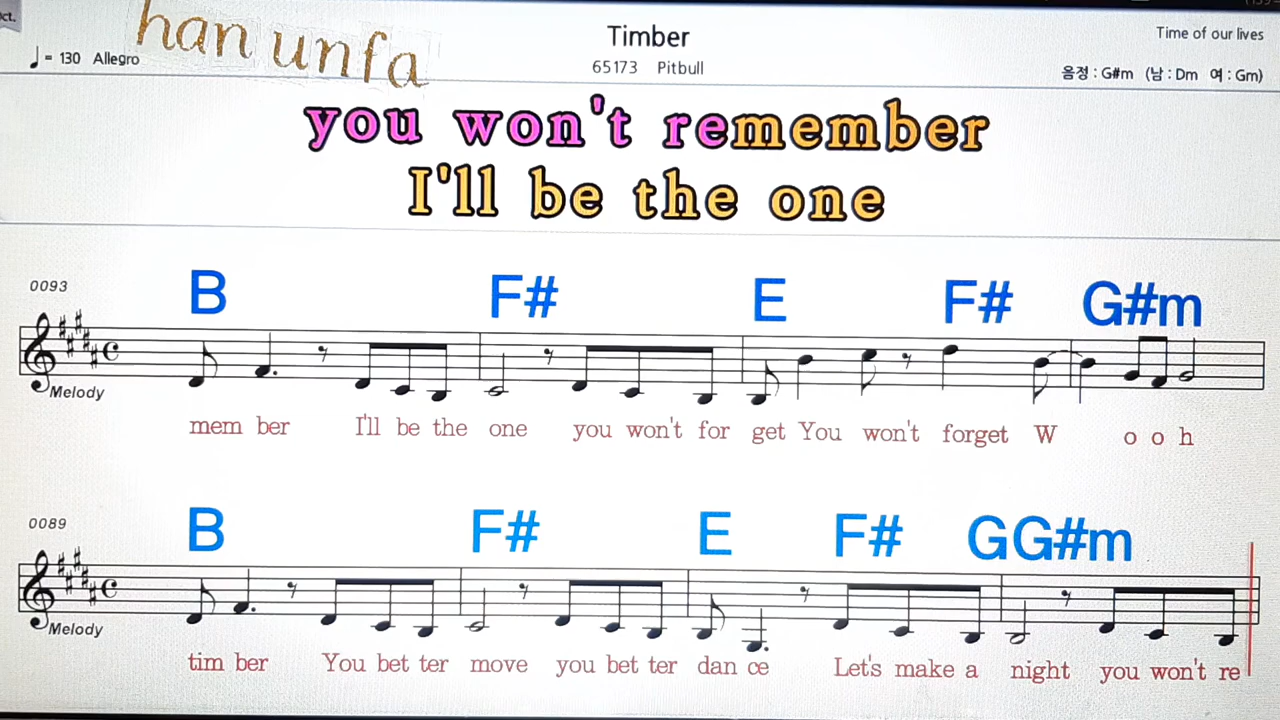 ct.
han unfa
♩ = 130 Allegro
Timber
65173 Pitbull
Time of our lives
음정 : G#m (남 : Dm 여 : Gm)
you won't remember
I'll be the one
0093
B F# E F# G#m
Melody
mem ber I'll be the one you won't for get You won't forget W o o h
0089
B F# E F# GG#m
Melody
tim ber You bet ter move you bet ter dan ce Let's make a night you won't re